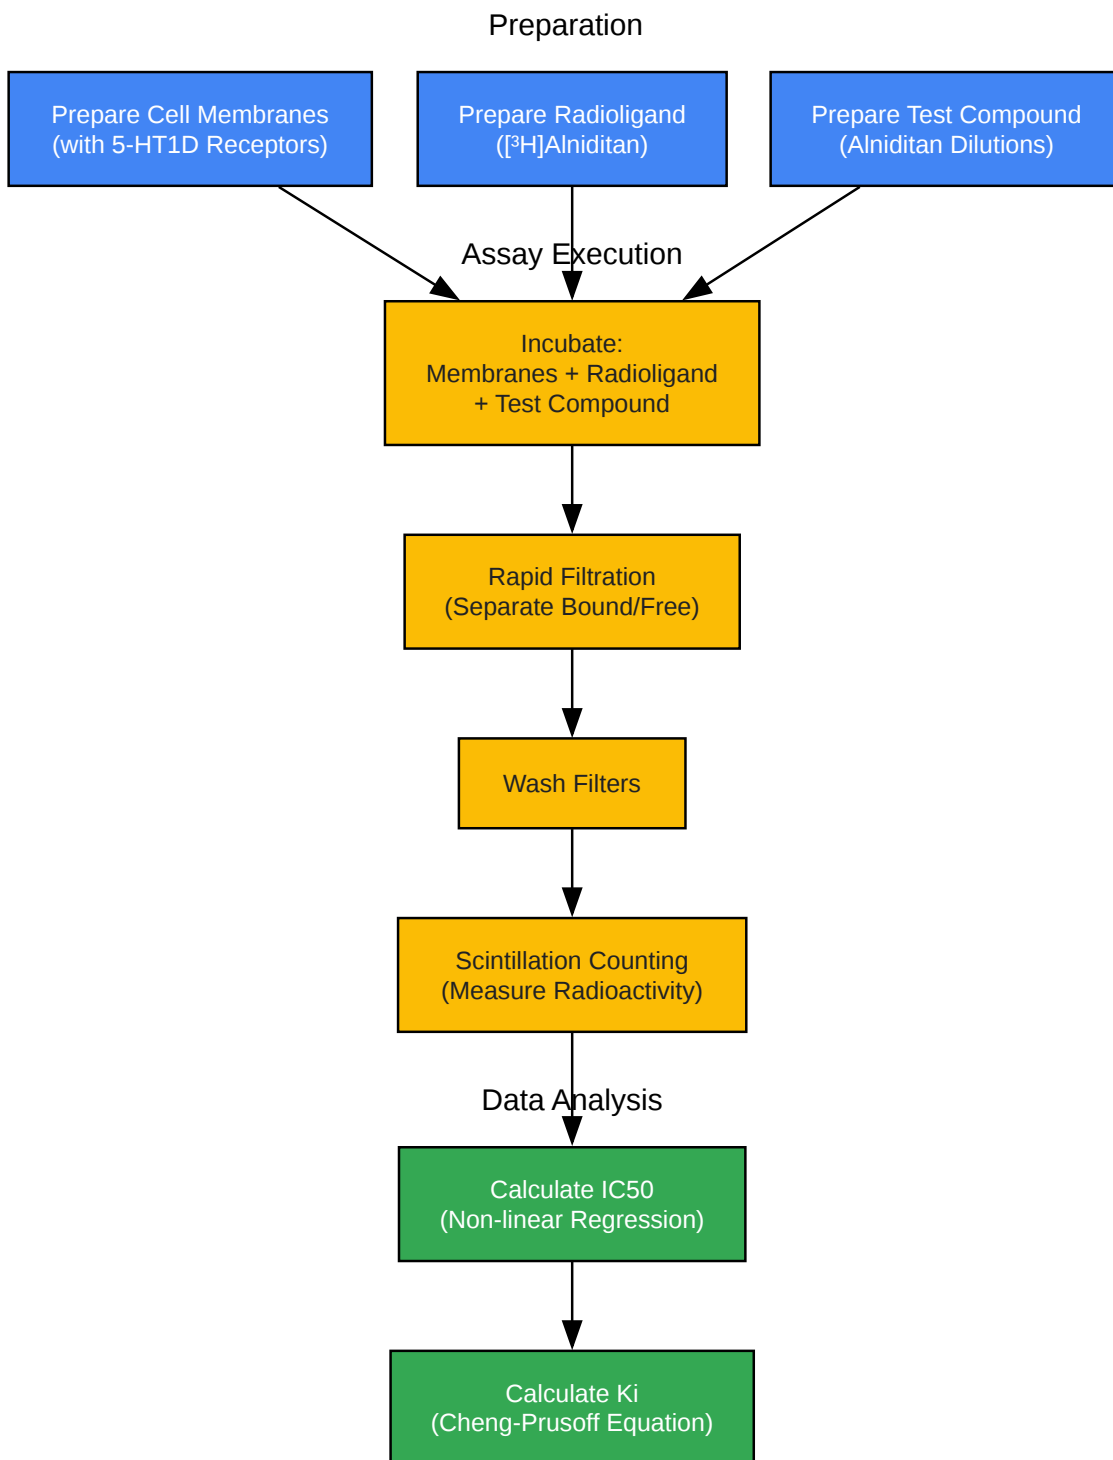 Preparation
Prepare Cell Membranes
(with 5-HT1D Receptors)
Prepare Radioligand
([³H]Alniditan)
Prepare Test Compound
(Alniditan Dilutions)
Assay Execution
Incubate:
Membranes + Radioligand
+ Test Compound
Rapid Filtration
(Separate Bound/Free)
Wash Filters
Scintillation Counting
(Measure Radioactivity)
Data Analysis
Calculate IC50
(Non-linear Regression)
Calculate Ki
(Cheng-Prusoff Equation)